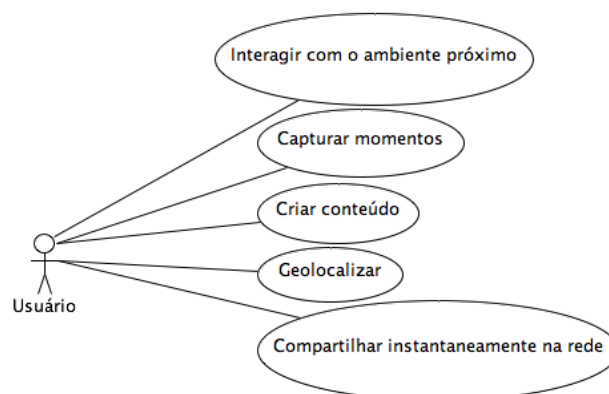 Interagir com o ambiente próximo
Capturar momentos
Criar conteúdo
Geolocalizar
Usuário
Compartilhar instantaneamente na rede